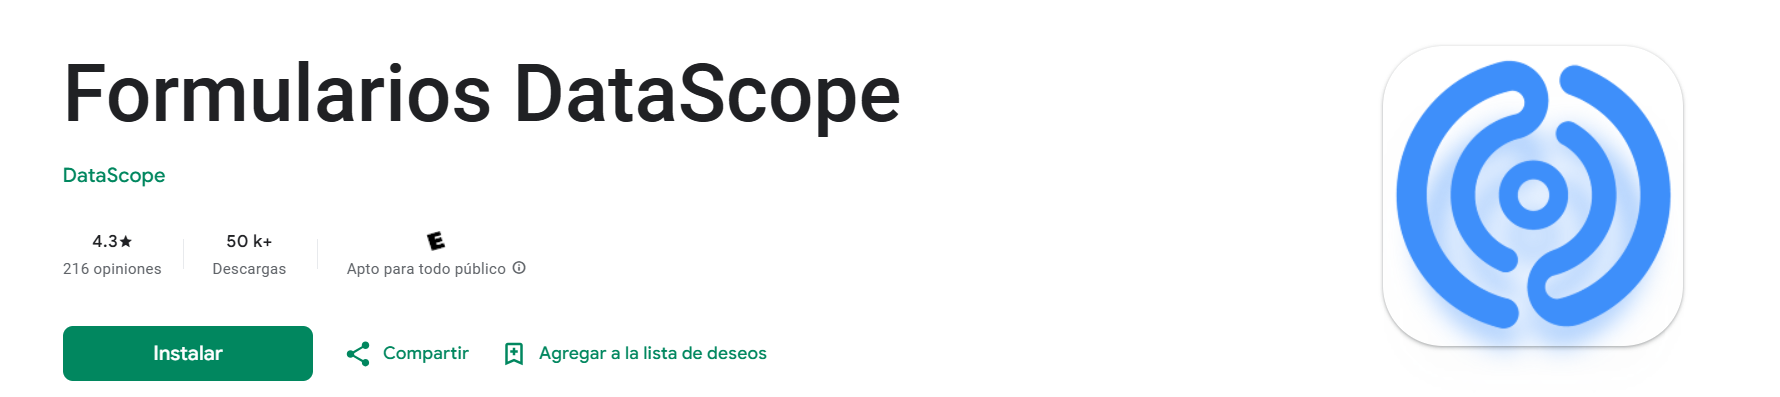 Formularios DataScope
DataScope
4.3★ 50 k+ E
216 opiniones Descargas Apto para todo público
Instalar Compartir Agregar a la lista de deseos